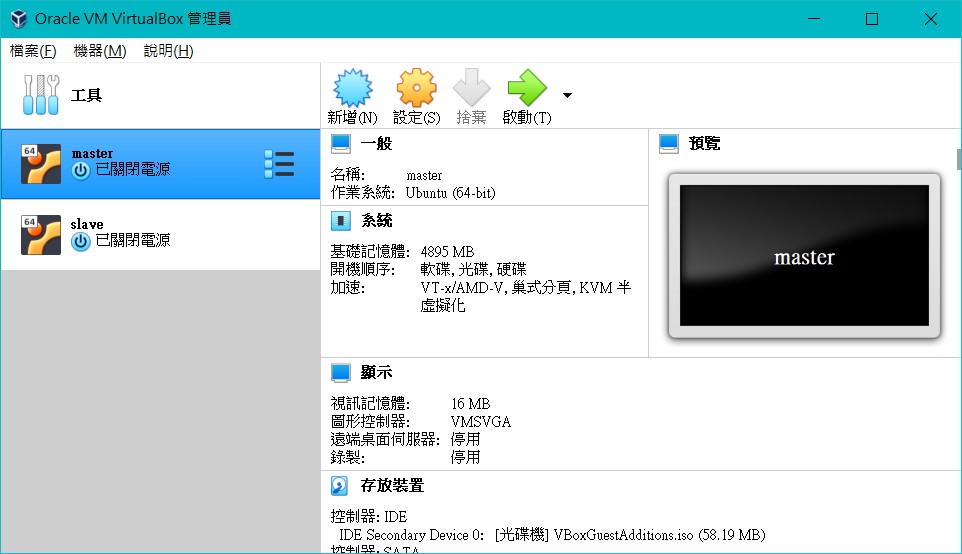 Oracle VM VirtualBox 管理員
檔案(F) 機器(M) 說明(H)
工具
新增(N) 設定(S) 捨棄 啟動(T)
64
master
已關閉電源
64
slave
已關閉電源
一般
名稱: master
作業系統: Ubuntu (64-bit)
系統
基礎記憶體: 4895 MB
開機順序: 軟碟, 光碟, 硬碟
加速: VT-x/AMD-V, 巢式分頁, KVM 半
虛擬化
預覽
master
顯示
視訊記憶體: 16 MB
圖形控制器: VMSVGA
遠端桌面伺服器: 停用
錄製: 停用
存放裝置
控制器: IDE
IDE Secondary Device 0: [光碟機] VBoxGuestAdditions.iso (58.19 MB)
控制器: SATA